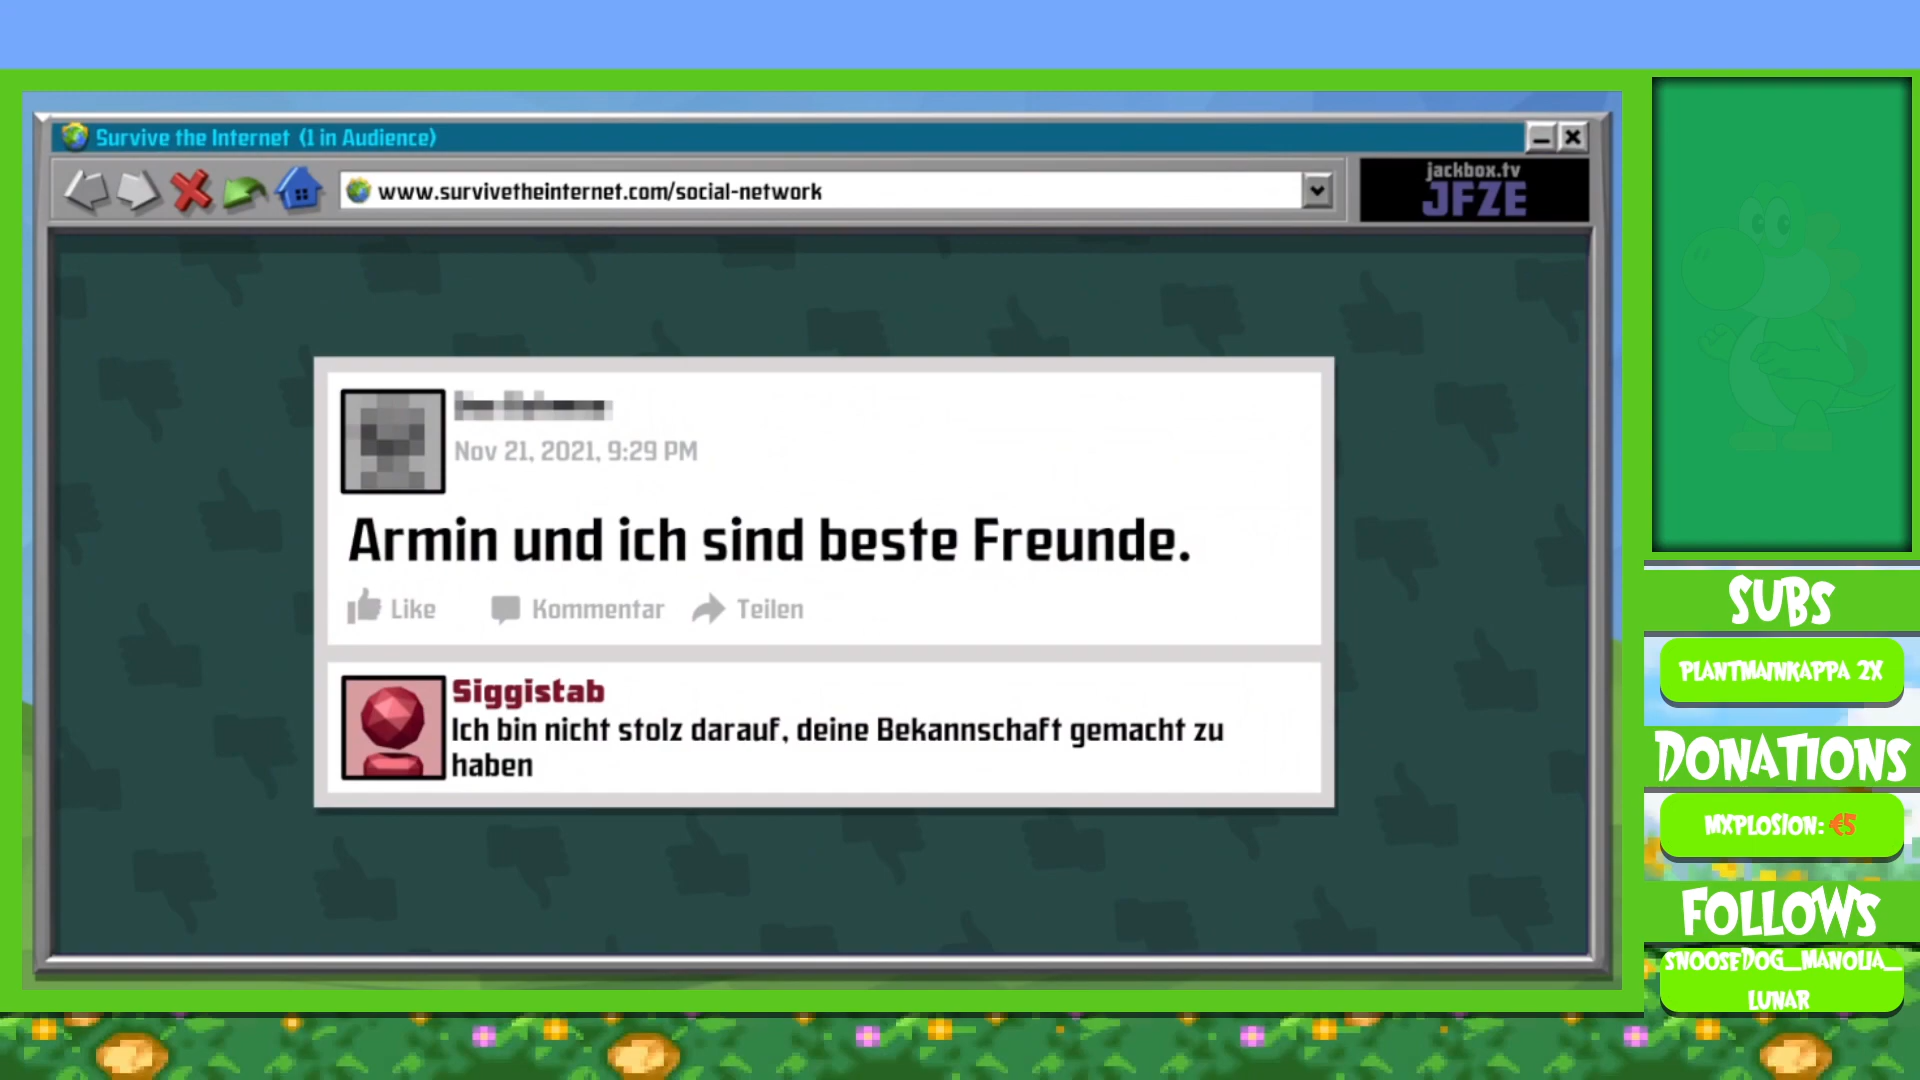 Survive the Internet (1 in Audience)
www.survivetheinternet.com/social-network
jackbox.tv
JFZE
Nov 21, 2021, 9:29 PM
Armin und ich sind beste Freunde.
Like Kommentar Teilen
Siggistab
Ich bin nicht stolz darauf, deine Bekannschaft gemacht zu
haben
SUBS
PLANTMAINKAPPA 2X
DONATIONS
MXPLOSION: €5
FOLLOWS
SNOOSEDOG_MANOLIA_
LUNAR